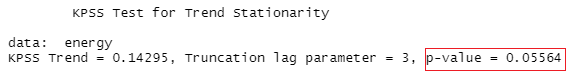 KPSS Test for Trend Stationarity
data:  energy
KPSS Trend = 0.14295, Truncation lag parameter = 3, p-value = 0.05564